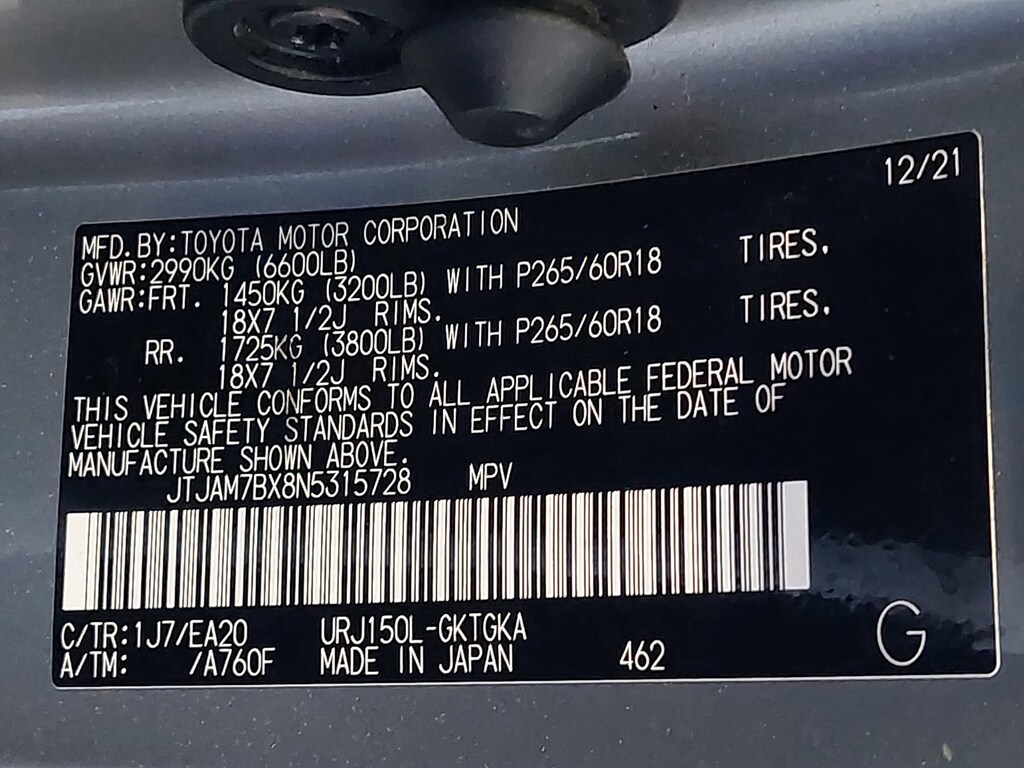 12/21
MFD.BY:TOYOTA MOTOR CORPORATION
GVWR:2990KG (6600LB)
GAWR:FRT. 1450KG (3200LB) WITH P265/60R18 TIRES.
18X7 1/2J RIMS.
RR. 1725KG (3800LB) WITH P265/60R18 TIRES.
18X7 1/2J RIMS.
THIS VEHICLE CONFORMS TO ALL APPLICABLE FEDERAL MOTOR
VEHICLE SAFETY STANDARDS IN EFFECT ON THE DATE OF
MANUFACTURE SHOWN ABOVE.
JTJAM7BX8N5315728 MPV
C/TR:1J7/EA20 URJ150L-GKTGKA
A/TM: /A760F MADE IN JAPAN 462 G